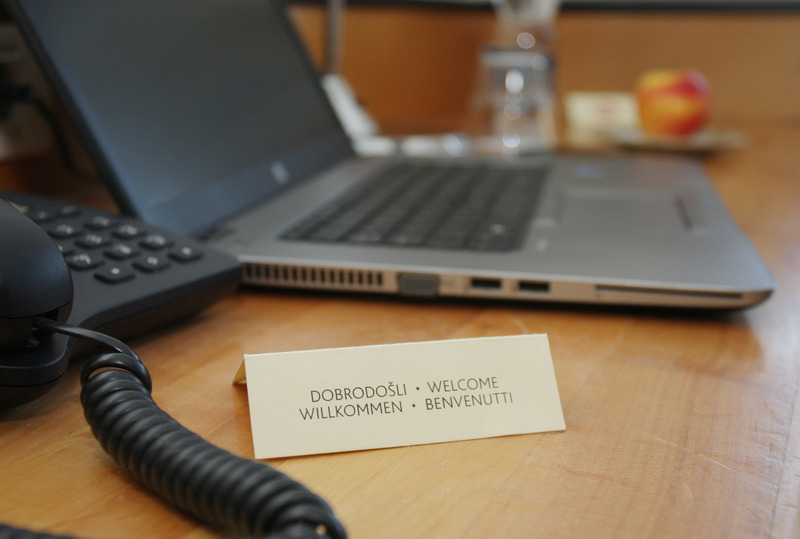 DOBRODOŠLI • WELCOME
WILLKOMMEN • BENVENUTTI